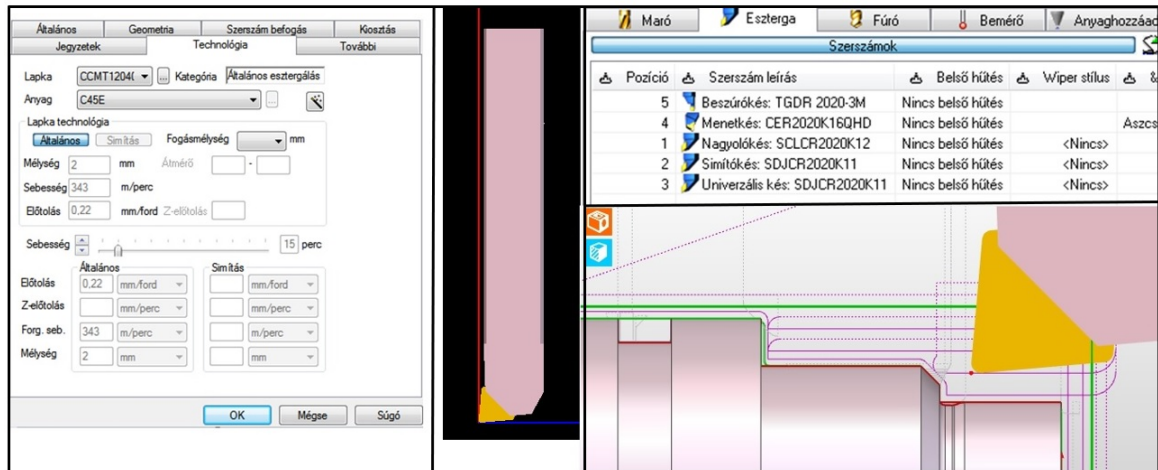 Általános Geometria Szerszám befogás Kiosztás
Jegyzetek Technológia További
Lapka CCMT1204( ... Kategória Általános esztergálás
Anyag C45E ...
Lapka technológia
Általános Simítás Fogásmélység mm
Mélység 2 mm Átmérő -
Sebesség 343 m/perc
Előtolás 0,22 mm/ford Z-előtolás
Sebesség 15 perc
Általános Simítás
Előtolás 0,22 mm/ford mm/ford
Z-előtolás mm/perc mm/perc
Forg. seb. 343 m/perc m/perc
Mélység 2 mm mm
OK Mégse Súgó
Maró Eszterga Fúró Bemérő Anyaghozzáad
Szerszámok
Pozíció Szerszám leírás Belső hűtés Wiper stílus &
5 Beszúrókés: TGDR 2020-3M Nincs belső hűtés
4 Menetkés: CER2020K16QHD Nincs belső hűtés Aszcs
1 Nagyolókés: SCLCR2020K12 Nincs belső hűtés <Nincs>
2 Simítókés: SDJCR2020K11 Nincs belső hűtés <Nincs>
3 Univerzális kés: SDJCR2020K11 Nincs belső hűtés <Nincs>